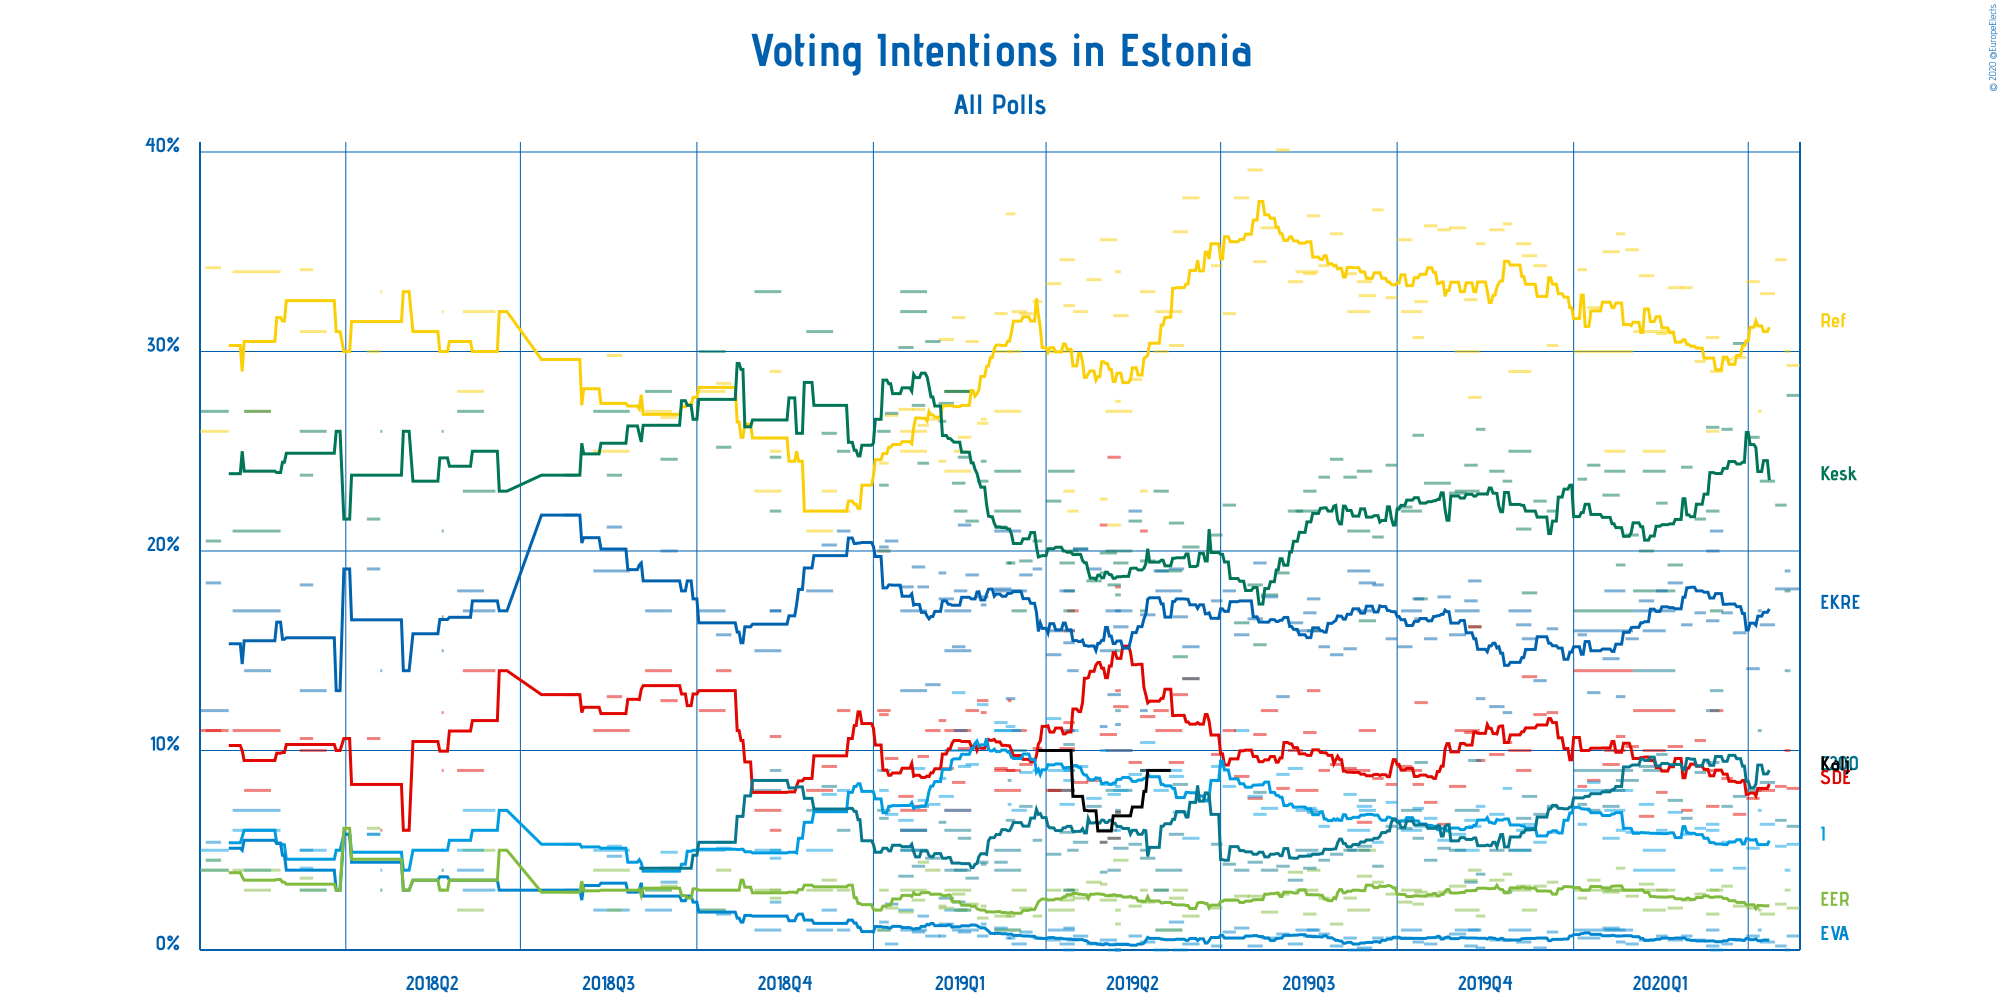 © 2020 @EuropeElects
Voting Intentions in Estonia
All Polls
40%
30%
20%
10%
0%
Ref
Kesk
EKRE
SDE
I
EER
EVA
2018Q2
2018Q3
2018Q4
2019Q1
2019Q2
2019Q3
2019Q4
2020Q1